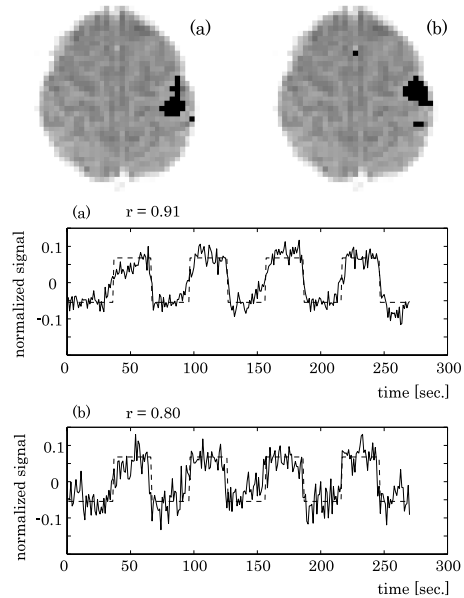 (a)
(b)
(a) r = 0.91
normalized signal
0.1
0
-0.1
0 50 100 150 200 250 300
time [sec.]
(b) r = 0.80
normalized signal
0.1
0
-0.1
0 50 100 150 200 250 300
time [sec.]